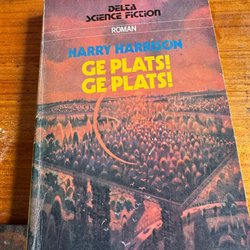 DELTA
SCIENCE FICTION
ROMAN
HARRY HARRISON
GE PLATS!
GE PLATS!